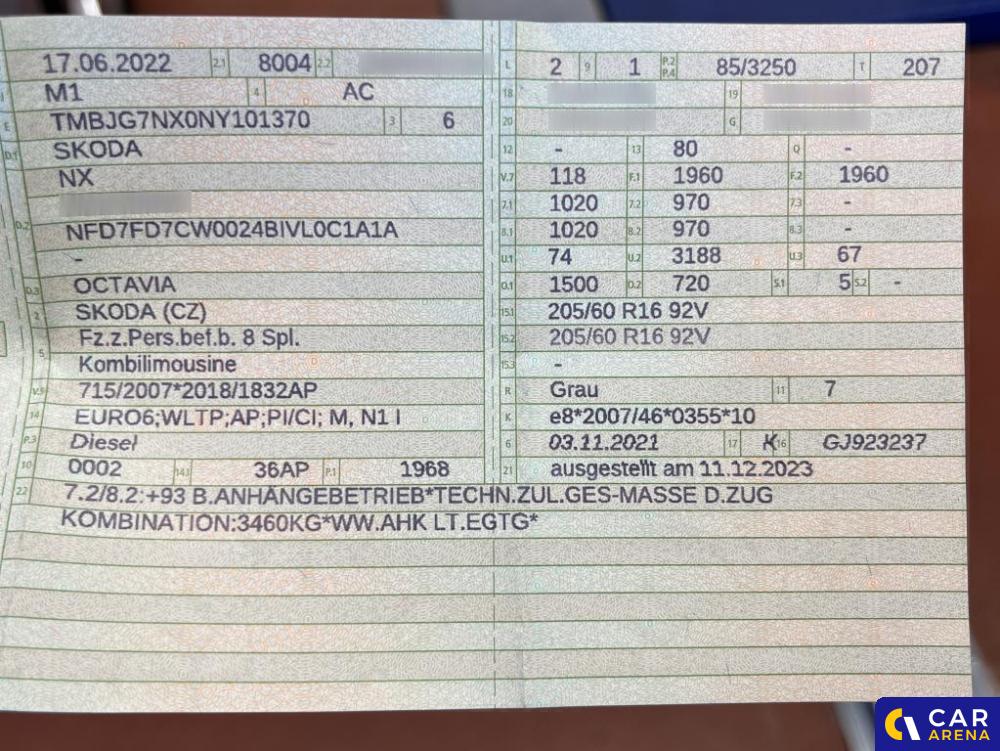 17.06.2022 2.1 8004 2.2
M1 4 AC
E TMBJG7NX0NY101370 3 6
D.1 SKODA
NX
D.2
NFD7FD7CW0024BIVL0C1A1A
-
D.3 OCTAVIA
2 SKODA (CZ)
Fz.z.Pers.bef.b. 8 Spl.
5 Kombilimousine
V.9 715/2007*2018/1832AP
14 EURO6;WLTP;AP;PI/CI; M, N1 I
P.3 Diesel
10 0002 14.1 36AP P.1 1968
L 2 9 1 P.2 P.4 85/3250 T 207
18 19
20 G
12 - 13 80 Q -
V.7 118 F.1 1960 F.2 1960
7.1 1020 7.2 970 7.3 -
8.1 1020 8.2 970 8.3 -
U.1 74 U.2 3188 U.3 67
O.1 1500 O.2 720 S.1 5 S.2 -
15.1 205/60 R16 92V
15.2 205/60 R16 92V
15.3 -
R Grau 11 7
K e8*2007/46*0355*10
6 03.11.2021 17 K 16 GJ923237
21 ausgestellt am 11.12.2023
22 7.2/8.2:+93 B.ANHÄNGEBETRIEB*TECHN.ZUL.GES-MASSE D.ZUG
KOMBINATION:3460KG*WW.AHK LT.EGTG*
CAR
ARENA